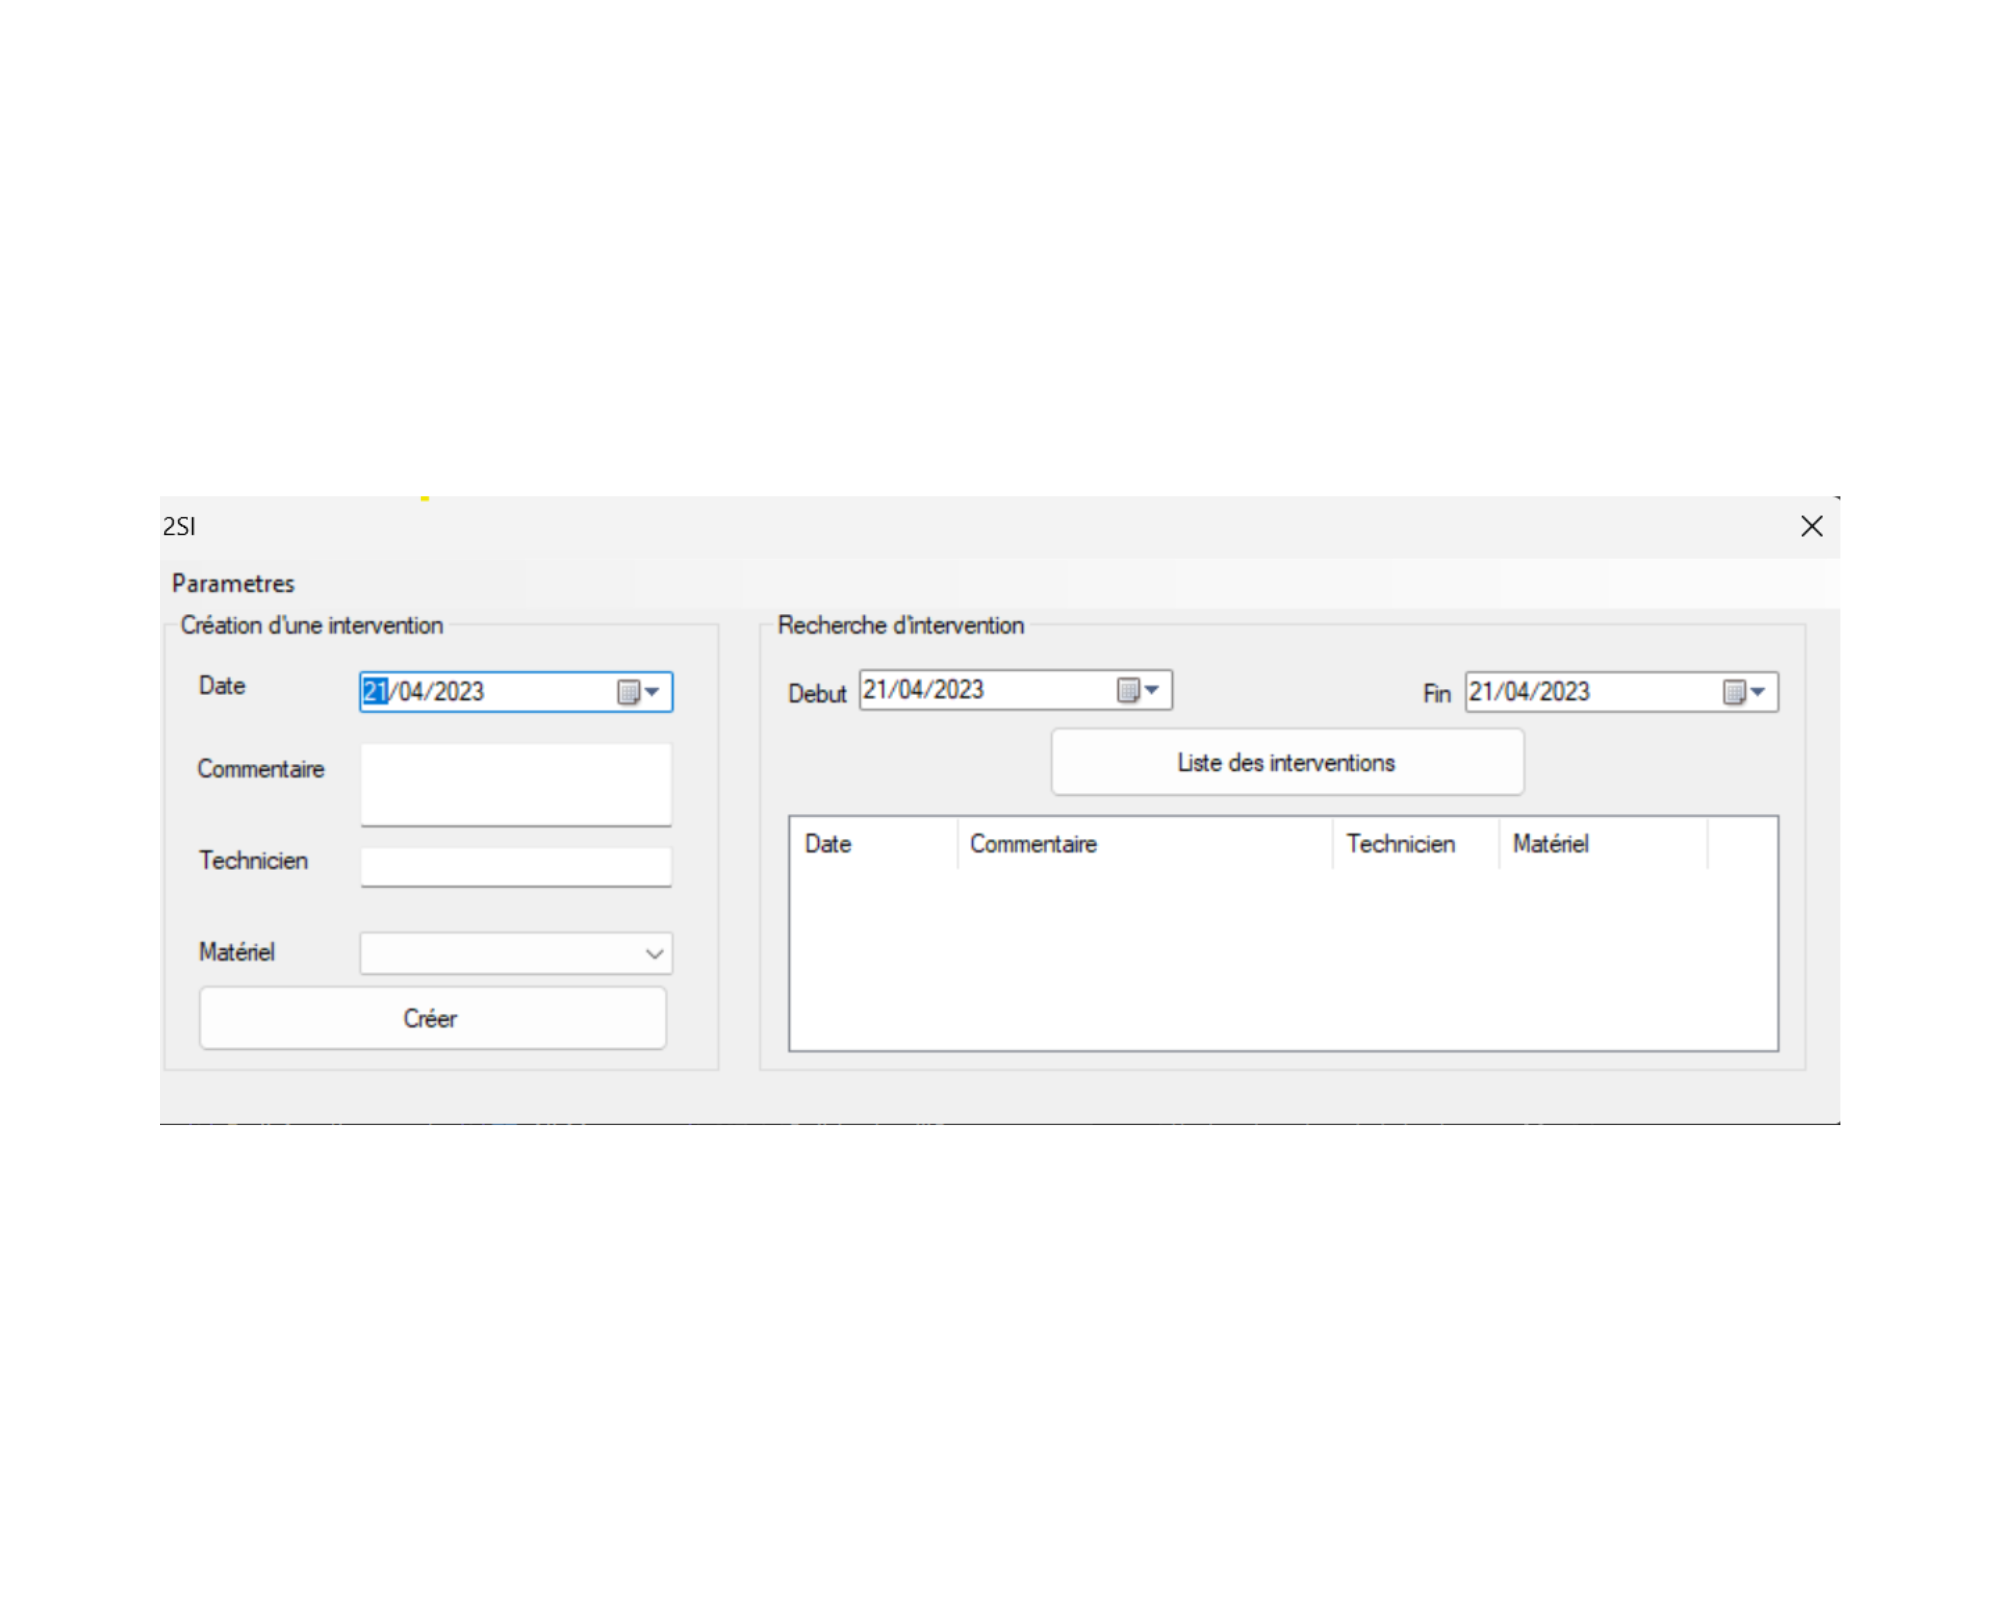 2SI
Parametres
Création d'une intervention
Date 21/04/2023
Commentaire
Technicien
Matériel
Créer
Recherche d'intervention
Debut 21/04/2023 Fin 21/04/2023
Liste des interventions
Date Commentaire Technicien Matériel